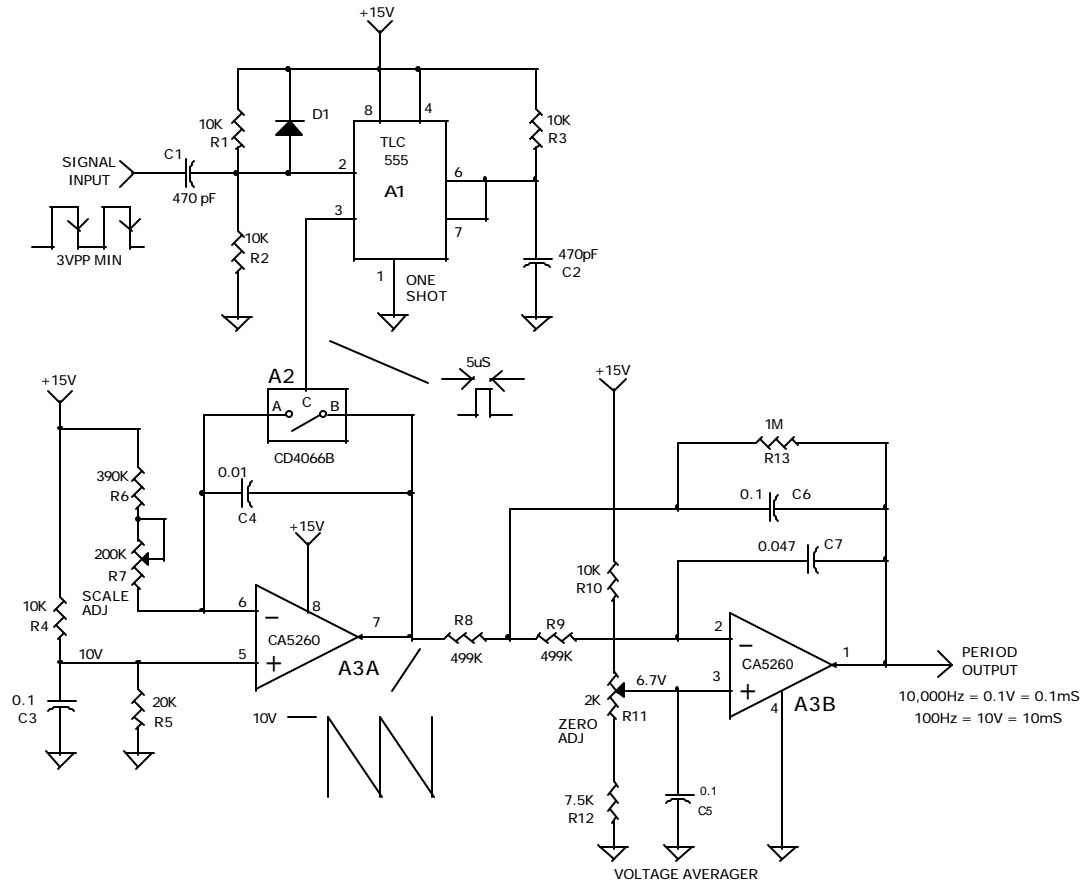 +15V
8
4
D1
10K
R1
10K
R3
TLC
555
A1
C1
SIGNAL
INPUT
470 pF
2
6
3
7
10K
R2
3VPP MIN
470pF
C2
1
ONE
SHOT
5uS
A2
+15V
+15V
A
C
B
CD4066B
1M
R13
390K
R6
0.01
C4
0.1
C6
+15V
0.047
C7
200K
R7
SCALE
ADJ
10K
R10
10K
R4
6
8
CA5260
7
R8
499K
R9
499K
2
10V
5
A3A
CA5260
1
PERIOD
OUTPUT
6.7V
3
0.1
C3
20K
R5
2K
R11
4
A3B
10,000Hz = 0.1V = 0.1mS
100Hz = 10V = 10mS
10V
ZERO
ADJ
7.5K
R12
0.1
C5
VOLTAGE AVERAGER